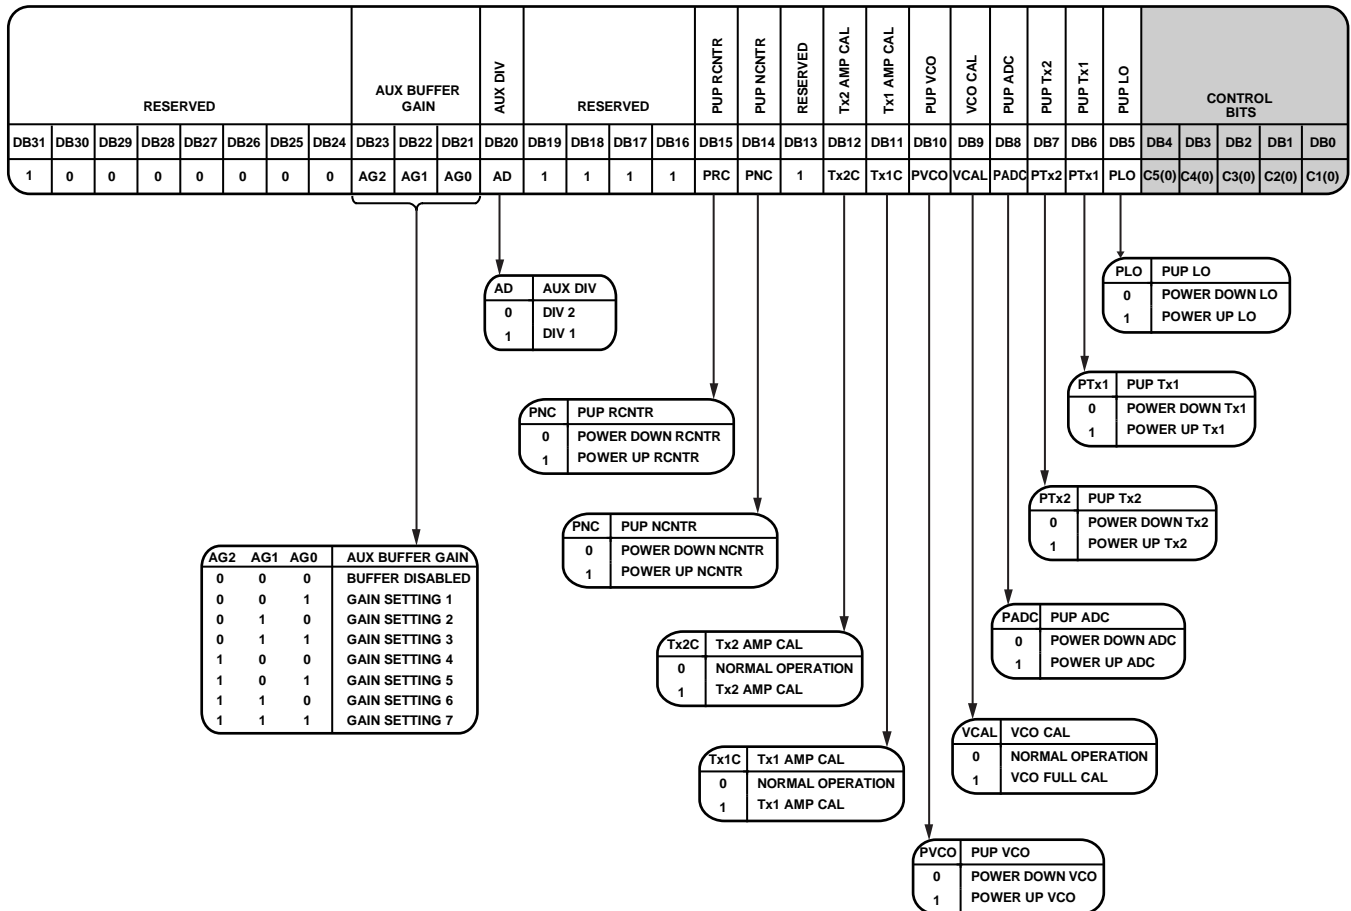 RESERVED
AUX BUFFER
GAIN
AUX DIV
RESERVED
PUP RCNTR
PUP NCNTR
RESERVED
Tx2 AMP CAL
Tx1 AMP CAL
PUP VCO
VCO CAL
PUP ADC
PUP Tx2
PUP Tx1
PUP LO
CONTROL
BITS
DB31 DB30 DB29 DB28 DB27 DB26 DB25 DB24 DB23 DB22 DB21 DB20 DB19 DB18 DB17 DB16 DB15 DB14 DB13 DB12 DB11 DB10 DB9 DB8 DB7 DB6 DB5 DB4 DB3 DB2 DB1 DB0
1 0 0 0 0 0 0 0 AG2 AG1 AG0 AD 1 1 1 1 PRC PNC 1 Tx2C Tx1C PVCO VCAL PADC PTx2 PTx1 PLO C5(0) C4(0) C3(0) C2(0) C1(0)
PLO PUP LO
0 POWER DOWN LO
1 POWER UP LO
AD AUX DIV
0 DIV 2
1 DIV 1
PTx1 PUP Tx1
0 POWER DOWN Tx1
1 POWER UP Tx1
PNC PUP RCNTR
0 POWER DOWN RCNTR
1 POWER UP RCNTR
PTx2 PUP Tx2
0 POWER DOWN Tx2
1 POWER UP Tx2
PNC PUP NCNTR
0 POWER DOWN NCNTR
1 POWER UP NCNTR
AG2 AG1 AG0 AUX BUFFER GAIN
0 0 0 BUFFER DISABLED
0 0 1 GAIN SETTING 1
0 1 0 GAIN SETTING 2
0 1 1 GAIN SETTING 3
1 0 0 GAIN SETTING 4
1 0 1 GAIN SETTING 5
1 1 0 GAIN SETTING 6
1 1 1 GAIN SETTING 7
PADC PUP ADC
0 POWER DOWN ADC
1 POWER UP ADC
Tx2C Tx2 AMP CAL
0 NORMAL OPERATION
1 Tx2 AMP CAL
VCAL VCO CAL
0 NORMAL OPERATION
1 VCO FULL CAL
Tx1C Tx1 AMP CAL
0 NORMAL OPERATION
1 Tx1 AMP CAL
PVCO PUP VCO
0 POWER DOWN VCO
1 POWER UP VCO